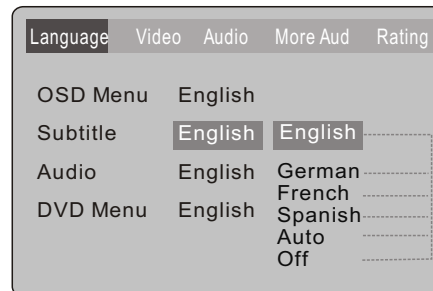 Language Video Audio More Aud Rating
OSD Menu English
Subtitle English English
Audio English German
French
DVD Menu English Spanish
Auto
Off